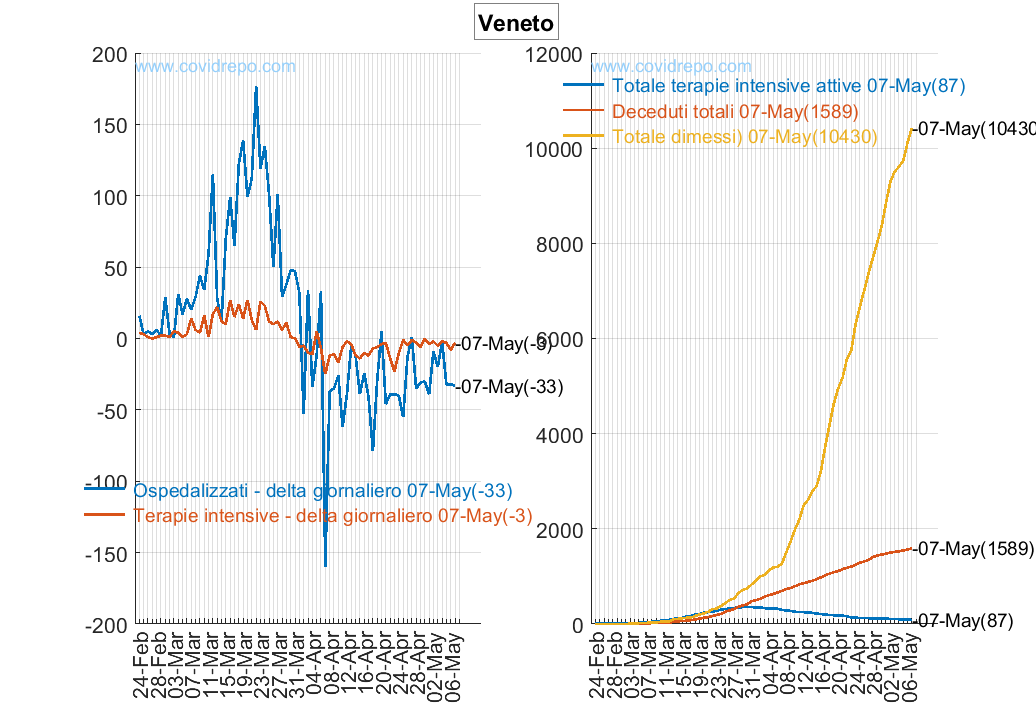 Veneto
www.covidrepo.com
200
150
100
50
0
-50
-100
-150
-200
-07-May(-3)
-07-May(-33)
Ospedalizzati - delta giornaliero 07-May(-33)
Terapie intensive - delta giornaliero 07-May(-3)
24-Feb
28-Feb
03-Mar
07-Mar
11-Mar
15-Mar
19-Mar
23-Mar
27-Mar
31-Mar
04-Apr
08-Apr
12-Apr
16-Apr
20-Apr
24-Apr
28-Apr
02-May
06-May
www.covidrepo.com
Totale terapie intensive attive 07-May(87)
Deceduti totali 07-May(1589)
Totale dimessi) 07-May(10430)
12000
10000
8000
6000
4000
2000
0
-07-May(10430
-07-May(1589)
-07-May(87)
24-Feb
28-Feb
03-Mar
07-Mar
11-Mar
15-Mar
19-Mar
23-Mar
27-Mar
31-Mar
04-Apr
08-Apr
12-Apr
16-Apr
20-Apr
24-Apr
28-Apr
02-May
06-May